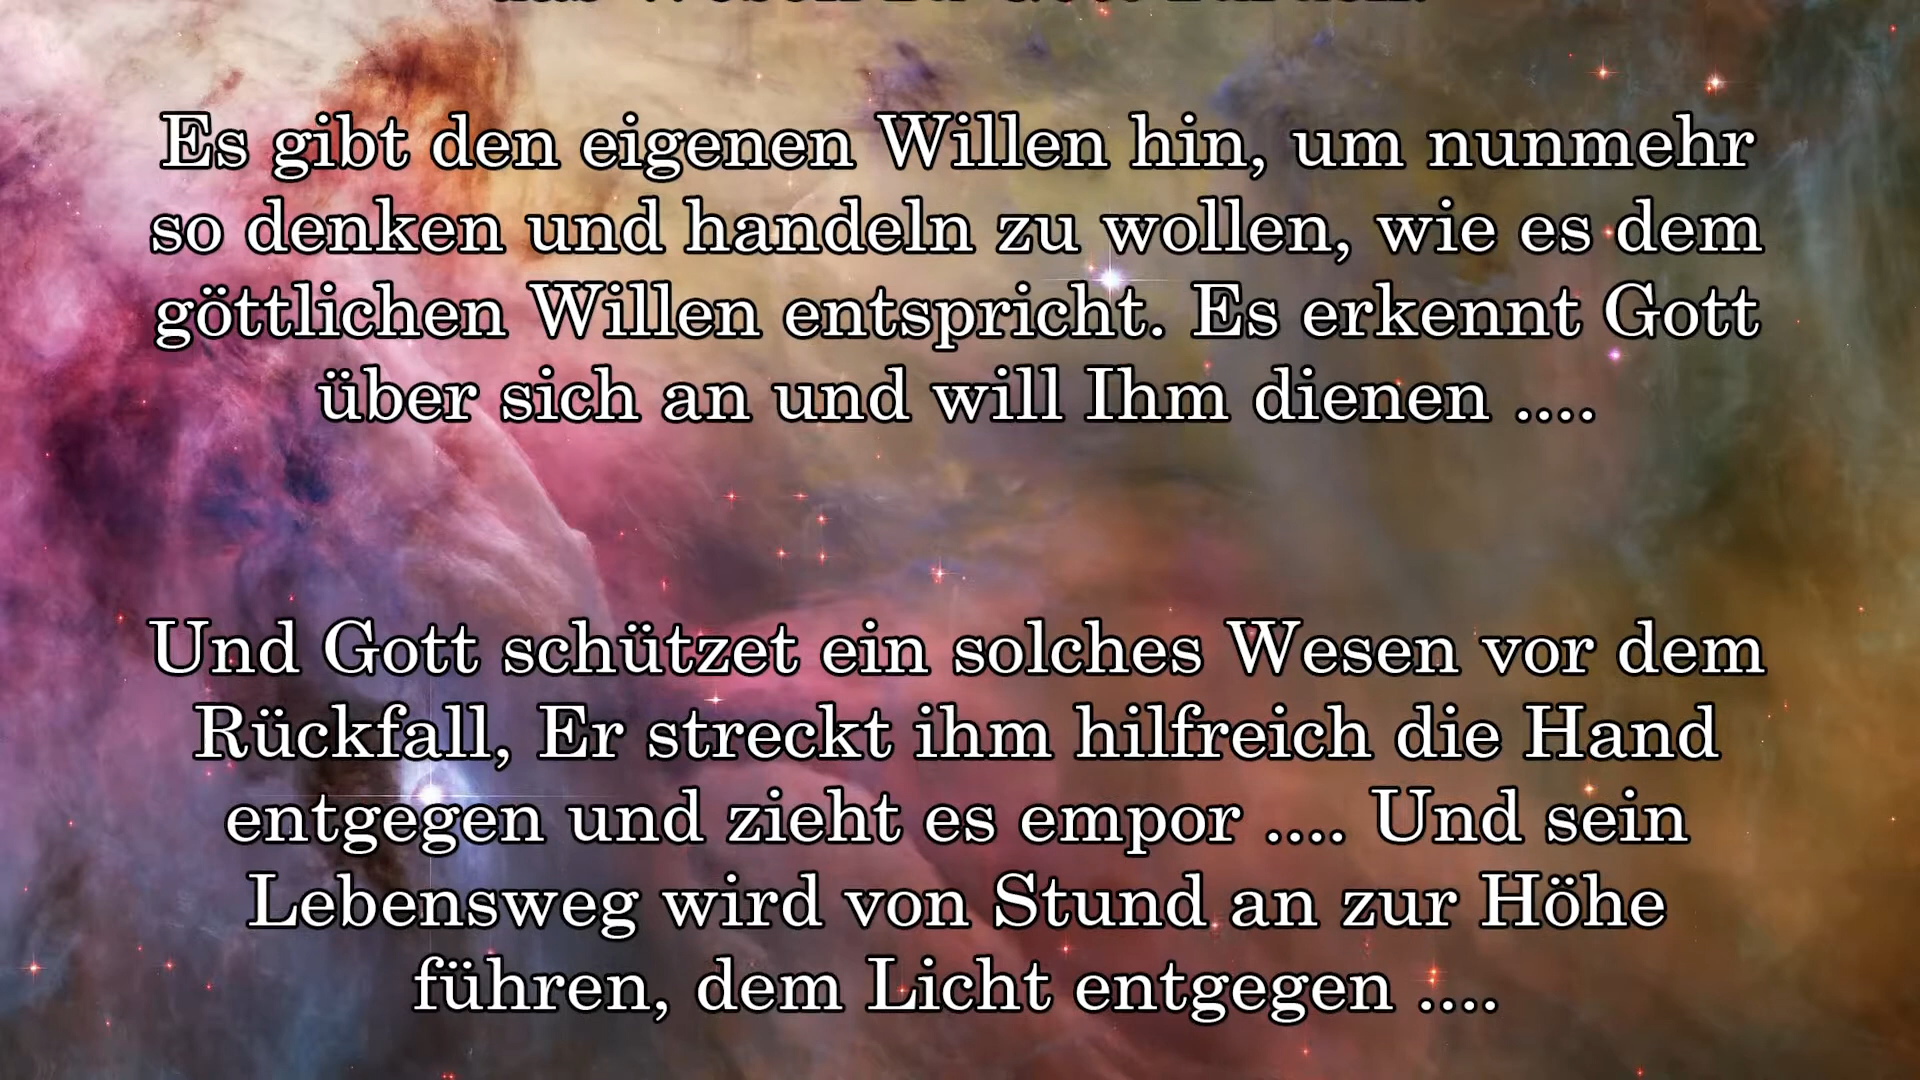 Es gibt den eigenen Willen hin, um nunmehr
so denken und handeln zu wollen, wie es dem
göttlichen Willen entspricht. Es erkennt Gott
über sich an und will Ihm dienen ....
Und Gott schützet ein solches Wesen vor dem
Rückfall, Er streckt ihm hilfreich die Hand
entgegen und zieht es empor .... Und sein
Lebensweg wird von Stund an zur Höhe
führen, dem Licht entgegen ....